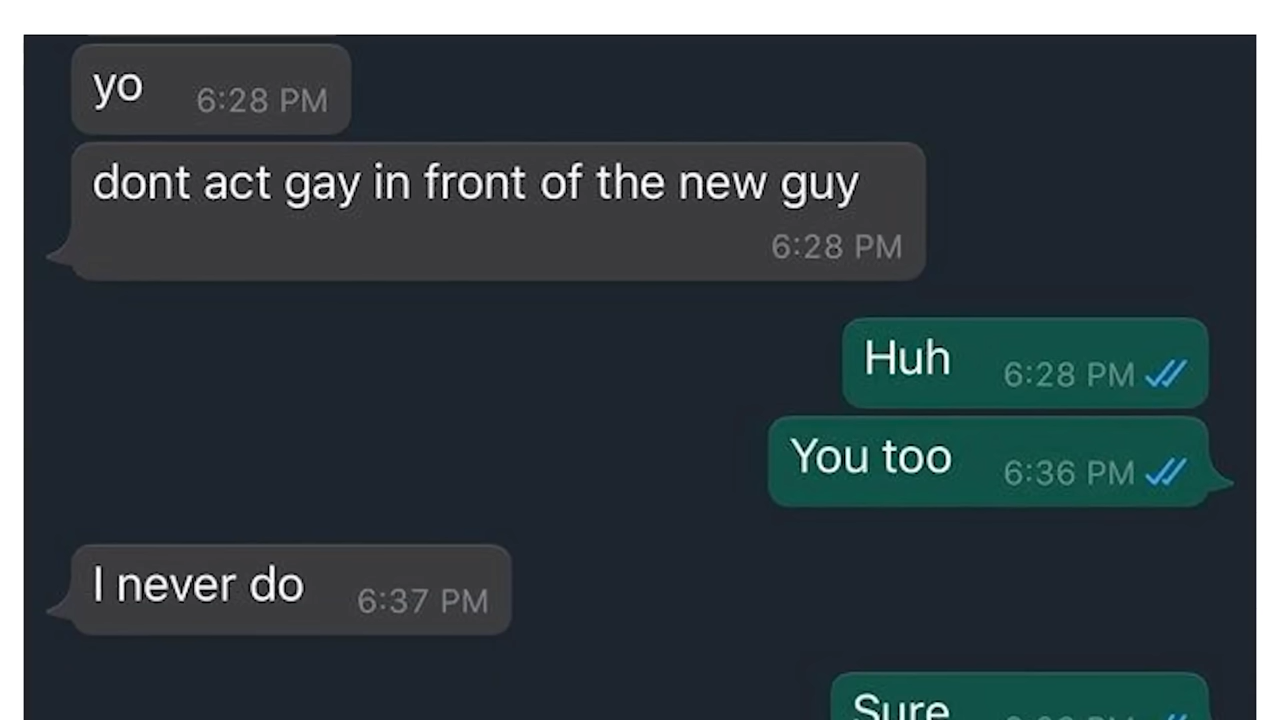 yo 6:28 PM
dont act gay in front of the new guy
6:28 PM
Huh 6:28 PM
You too 6:36 PM
I never do 6:37 PM
Sure